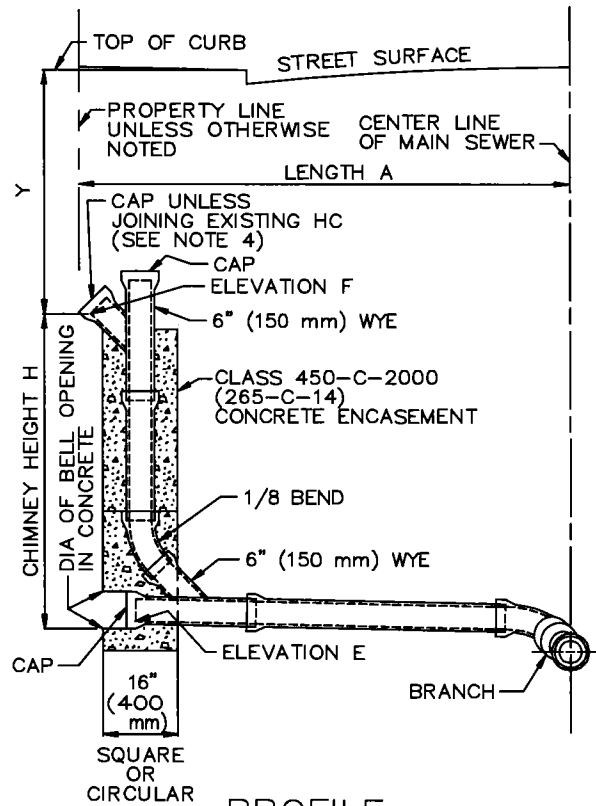 TOP OF CURB
STREET SURFACE
PROPERTY LINE
UNLESS OTHERWISE
NOTED
CENTER LINE
OF MAIN SEWER
LENGTH A
Y
CAP UNLESS
JOINING EXISTING HC
(SEE NOTE 4)
CAP
ELEVATION F
6" (150 mm) WYE
CHIMNEY HEIGHT H
DIA OF BELL OPENING
IN CONCRETE
CLASS 450-C-2000
(265-C-14)
CONCRETE ENCASEMENT
1/8 BEND
6" (150 mm) WYE
CAP
ELEVATION E
BRANCH
16"
(400
mm)
SQUARE
OR
CIRCULAR
PROFILE